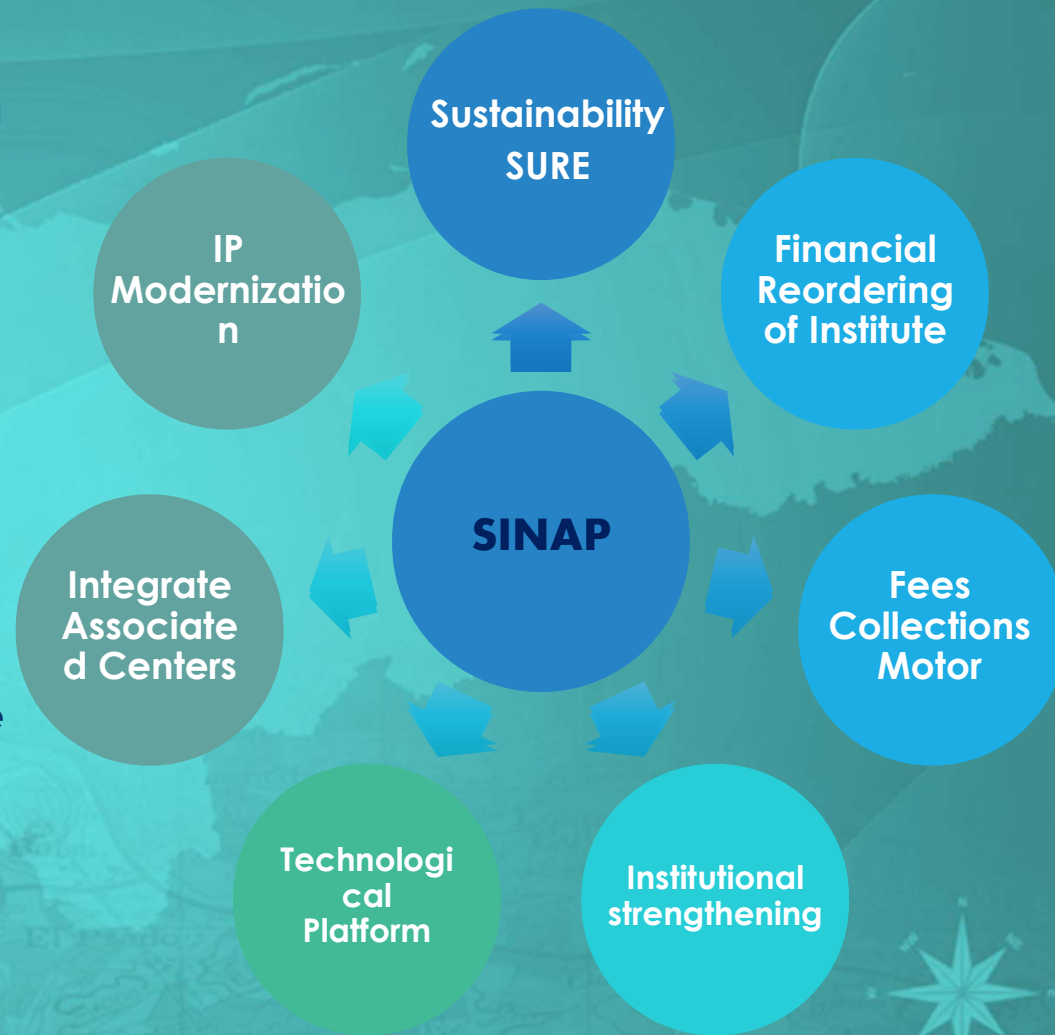 Sustainability
SURE
Financial
Reordering
of Institute
Fees
Collections
Motor
Institutional
strengthening
Technologi
cal
Platform
Integrate
Associate
d Centers
IP
Modernizatio
n
SINAP
N